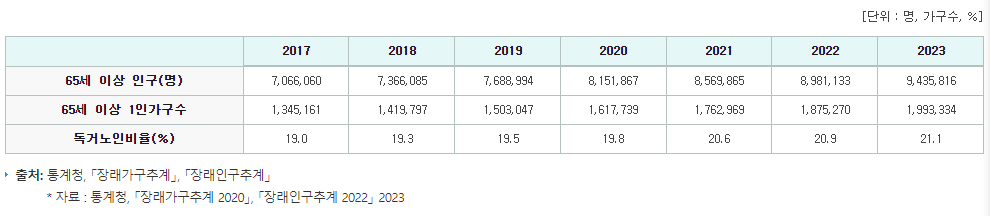 [단위 : 명, 가구수, %]
2017 2018 2019 2020 2021 2022 2023
65세 이상 인구(명) 7,066,060 7,366,085 7,688,994 8,151,867 8,569,865 8,981,133 9,435,816
65세 이상 1인가구수 1,345,161 1,419,797 1,503,047 1,617,739 1,762,969 1,875,270 1,993,334
독거노인비율(%) 19.0 19.3 19.5 19.8 20.6 20.9 21.1
출처: 통계청, 「장래가구추계」, 「장래인구추계」
* 자료 : 통계청, 「장래가구추계 2020」, 「장래인구추계 2022」 2023